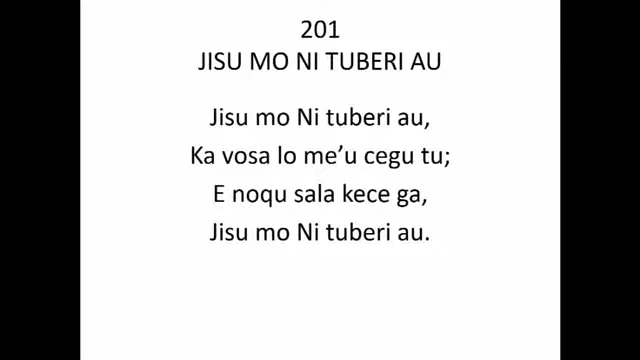 201
JISU MO NI TUBERI AU
Jisu mo Ni tuberi au,
Ka vosa lo me’u cegu tu;
E noqu sala kece ga,
Jisu mo Ni tuberi au.